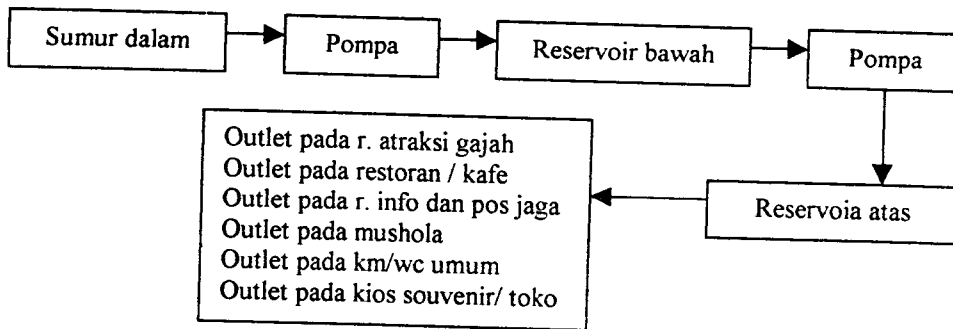 Sumur dalam
Pompa
Reservoir bawah
Pompa
Reservoia atas
Outlet pada r. atraksi gajah
Outlet pada restoran / kafe
Outlet pada r. info dan pos jaga
Outlet pada mushola
Outlet pada km/wc umum
Outlet pada kios souvenir/ toko